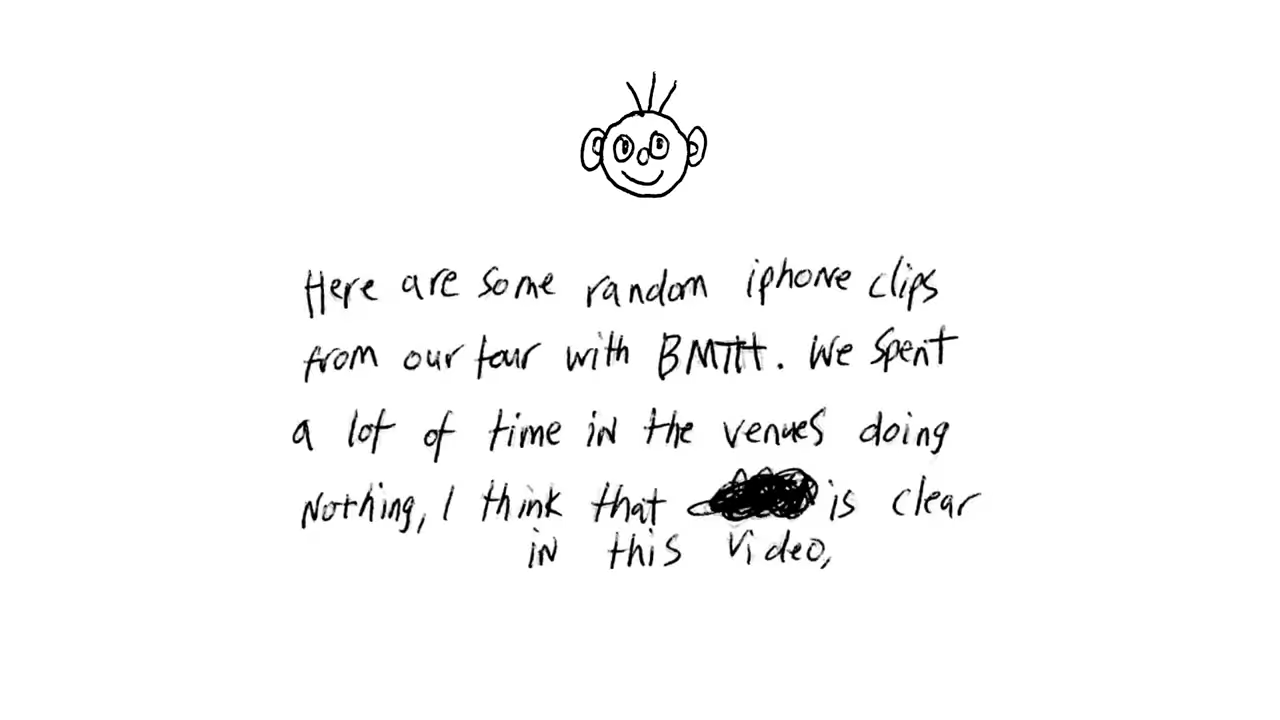 Here are some random iphone clips
from our tour with BMTH. We spent
a lot of time in the venues doing
Nothing, I think that is clear
in this video,